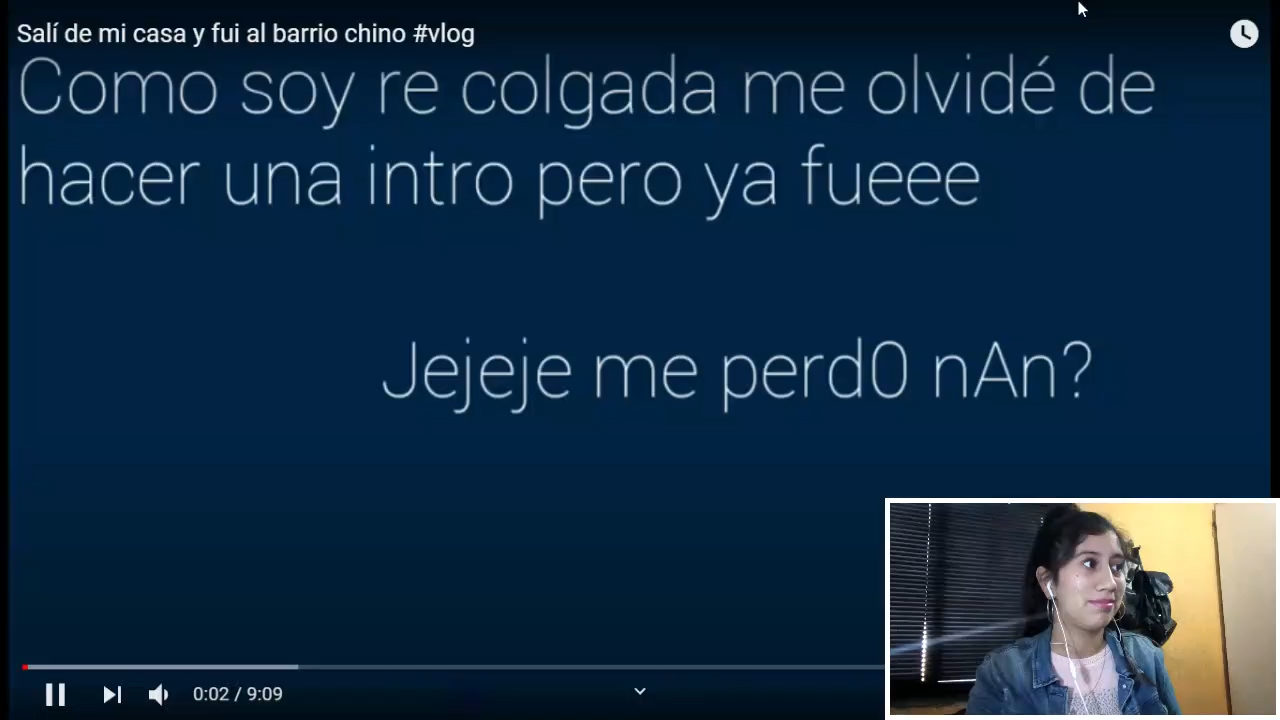 Salí de mi casa y fui al barrio chino #vlog
Como soy re colgada me olvidé de
hacer una intro pero ya fueee
Jejeje me perd0 nAn?
0:02 / 9:09